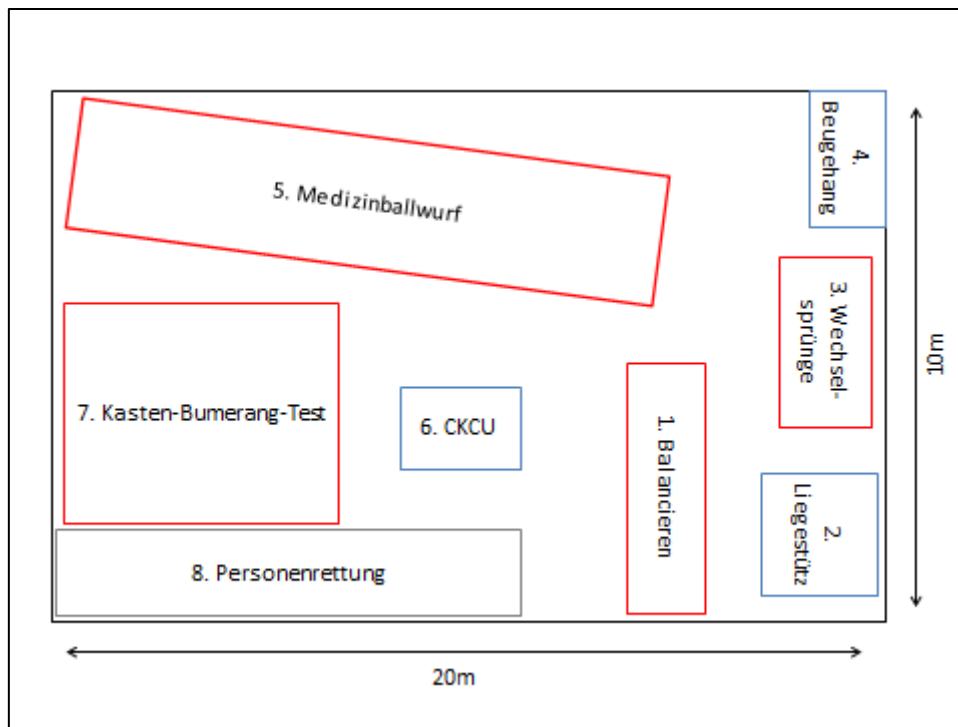 5. Medizinballwurf
4.
Beugehang
3. Wechsel-
sprünge
10m
7. Kasten-Bumerang-Test
6. CKCU
1. Balancieren
2.
Liegestütz
8. Personenrettung
20m